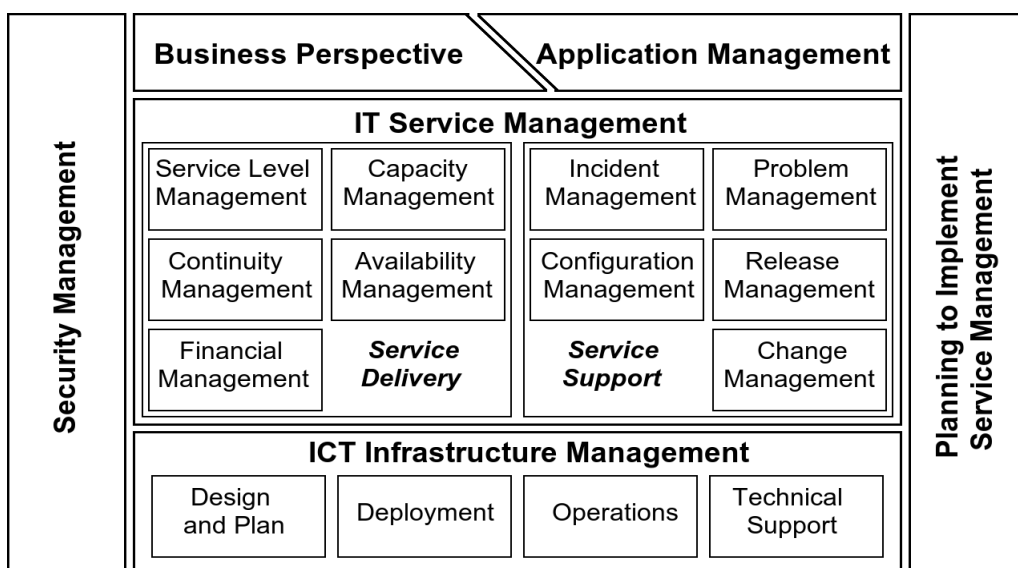 Security Management
Business Perspective
Application Management
IT Service Management
Service Level
Management
Capacity
Management
Continuity
Management
Availability
Management
Financial
Management
Service
Delivery
Incident
Management
Problem
Management
Configuration
Management
Release
Management
Service
Support
Change
Management
ICT Infrastructure Management
Design
and Plan
Deployment
Operations
Technical
Support
Planning to Implement
Service Management